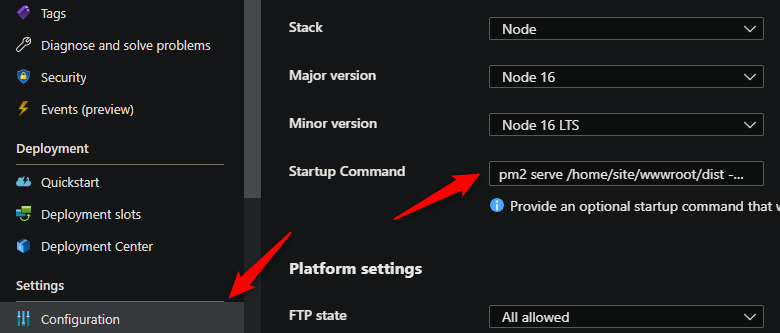 Tags
Diagnose and solve problems
Security
Events (preview)
Deployment
Quickstart
Deployment slots
Deployment Center
Settings
Configuration
Stack
Node
Major version
Node 16
Minor version
Node 16 LTS
Startup Command
pm2 serve /home/site/wwwroot/dist -...
Provide an optional startup command that w
Platform settings
FTP state
All allowed